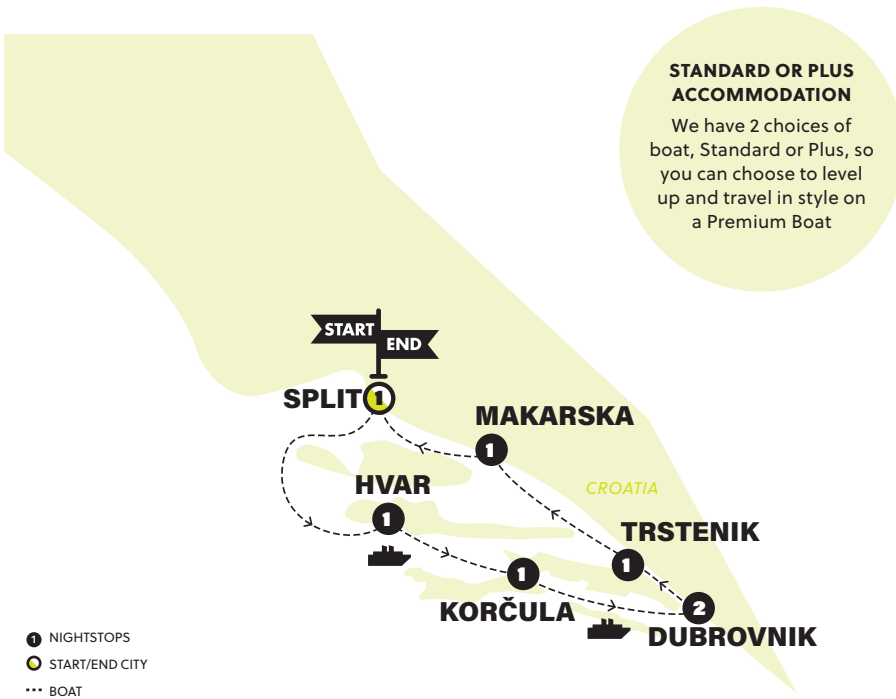 STANDARD OR PLUS
ACCOMMODATION
We have 2 choices of
boat, Standard or Plus, so
you can choose to level
up and travel in style on
a Premium Boat
START
END
SPLIT 1
MAKARSKA
1
HVAR
1
CROATIA
TRSTENIK
1
1
KORČULA
2
DUBROVNIK
1 NIGHTSTOPS
START/END CITY
BOAT